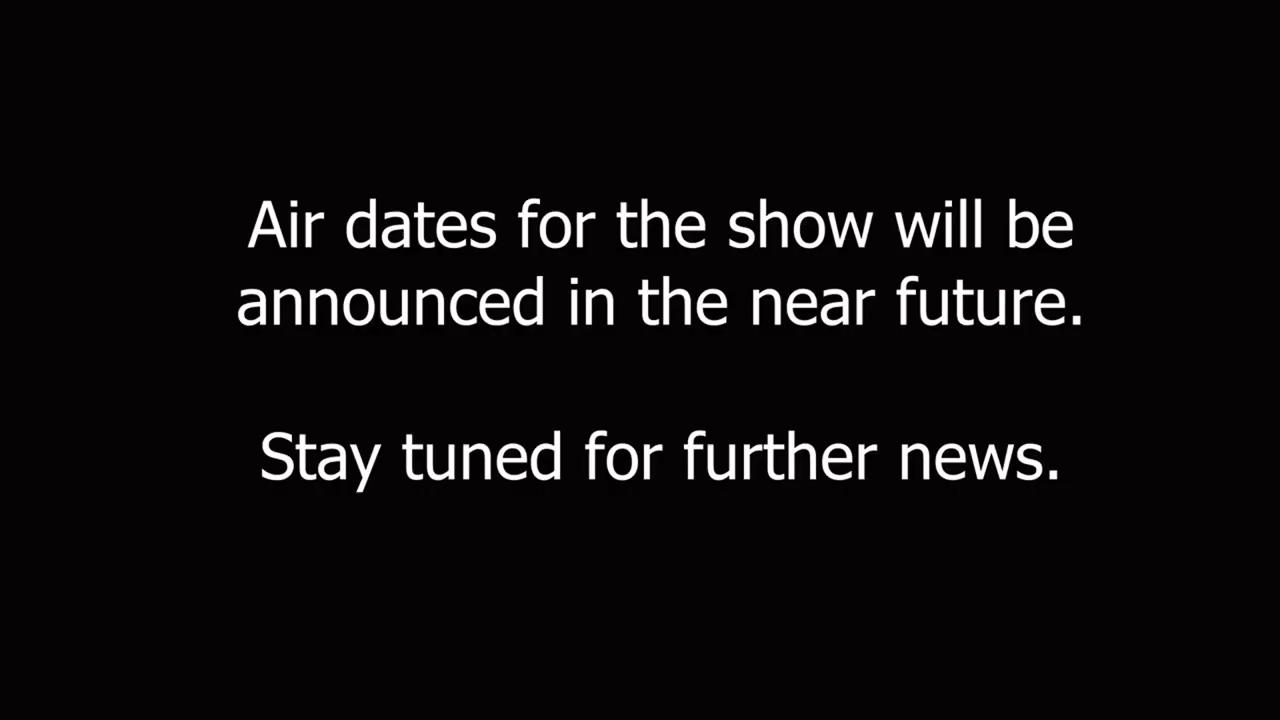 Air dates for the show will be
announced in the near future.
Stay tuned for further news.